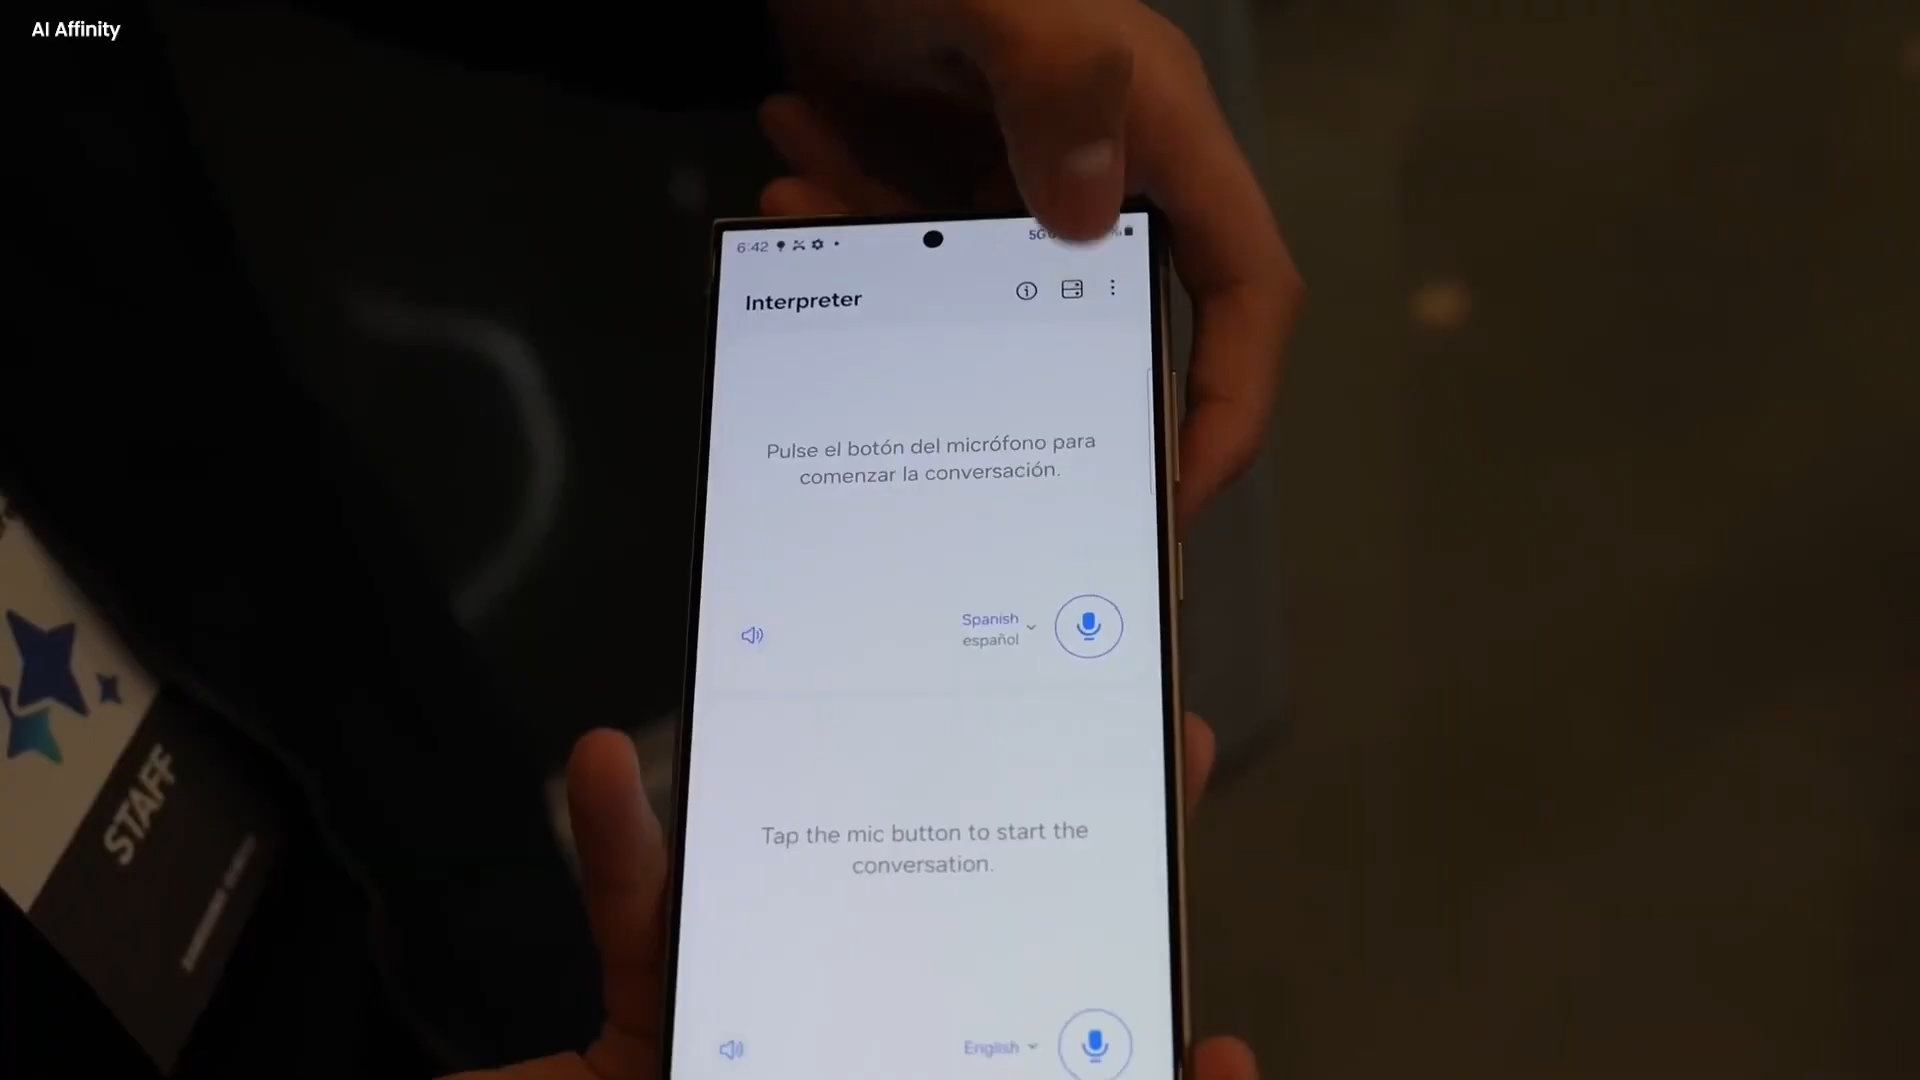 AI Affinity
6:42
5G
Interpreter
Pulse el botón del micrófono para
comenzar la conversación.
Spanish
español
Tap the mic button to start the
conversation.
English
STAFF